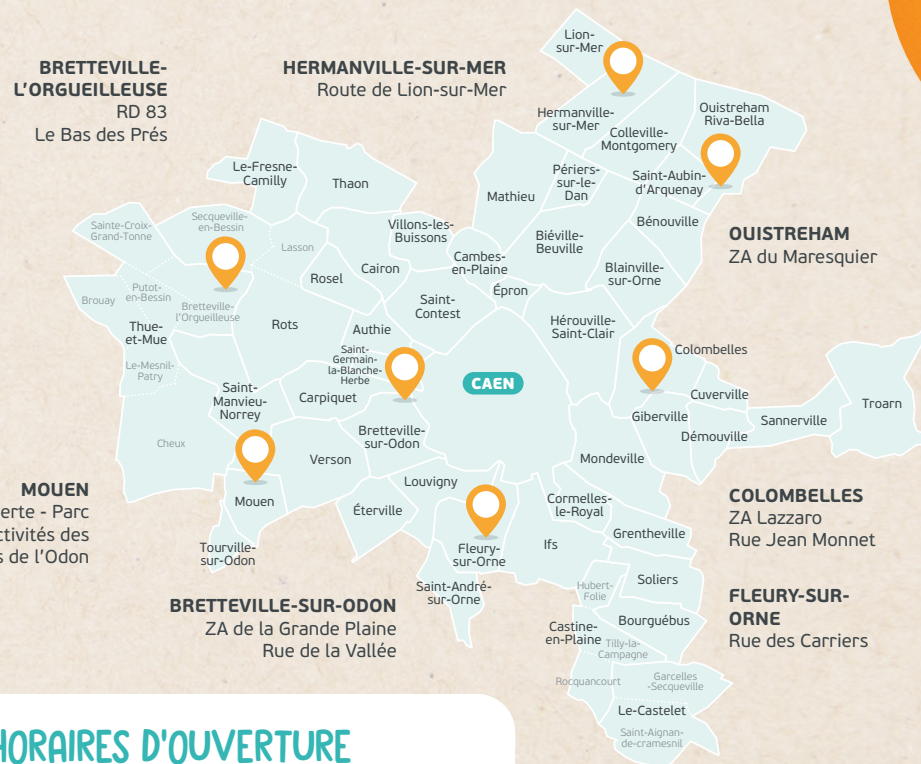 BRETTEVILLE-
L'ORGUEILLEUSE
RD 83
Le Bas des Prés
HERMANVILLE-SUR-MER
Route de Lion-sur-Mer
Lion-
sur-Mer
Hermanville-
sur-Mer
Colleville-
Montgomery
Ouistreham
Riva-Bella
Le-Fresne-
Camilly
Thaon
Mathieu
Périers-
sur-le-
Dan
Saint-Aubin-
d'Arquenay
Bénouville
Sainte-Croix-
Grand-Tonne
Secqueville-
en-Bessin
Lasson
Villons-les-
Buissons
Cambes-
en-Plaine
Biéville-
Beuville
Blainville-
sur-Orne
OUISTREHAM
ZA du Maresquier
Brouay
Putot-
en-Bessin
Bretteville-
l'Orgueilleuse
Rosel
Cairon
Saint-
Contest
Épron
Thue-
et-Mue
Rots
Authie
Hérouville-
Saint-Clair
Le-Mesnil-
Patry
Saint-
Germain-
la-Blanche-
Herbe
CAEN
Colombelles
Saint-
Manvieu-
Norrey
Carpiquet
Cuverville
Giberville
Démouville
Sannerville
Troarn
Cheux
Bretteville-
sur-Odon
Verson
Mondeville
MOUEN
erte - Parc
ctivités des
s de l'Odon
Mouen
Louvigny
Éterville
Cormelles-
le-Royal
COLOMBELLES
ZA Lazzaro
Rue Jean Monnet
Tourville-
sur-Odon
Fleury-
sur-Orne
Ifs
Grentheville
Saint-André-
sur-Orne
Hubert-
Folie
Soliers
FLEURY-SUR-
ORNE
Rue des Carriers
BRETTEVILLE-SUR-ODON
ZA de la Grande Plaine
Rue de la Vallée
Castine-
en-Plaine
Bourguébus
Tilly-la-
Campagne
Rocquancourt
Garcelles
-Secqueville
Le-Castelet
Saint-Aignan-
de-cramesnil
HORAIRES D'OUVERTURE